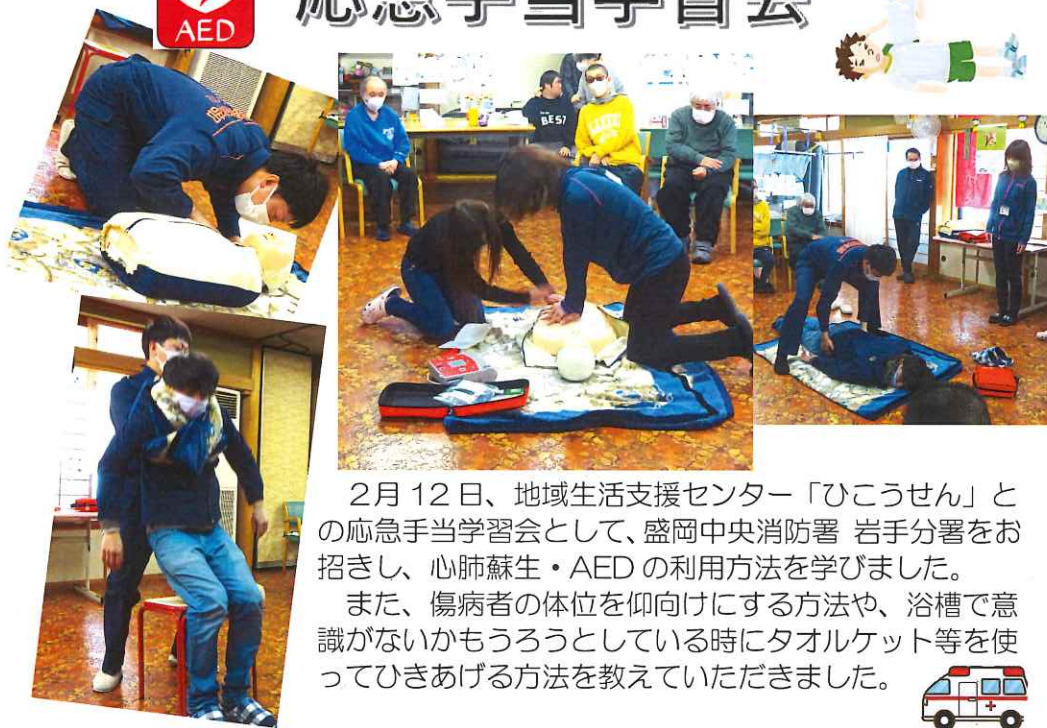 AED
応急手当学習会
BEST
２月12日、地域生活支援センター「ひこうせん」と
の応急手当学習会として、盛岡中央消防署 岩手分署をお
招きし、心肺蘇生・AEDの利用方法を学びました。
また、傷病者の体位を仰向けにする方法や、浴槽で意
識がないかもうろうとしている時にタオルケット等を使
ってひきあげる方法を教えていただきました。